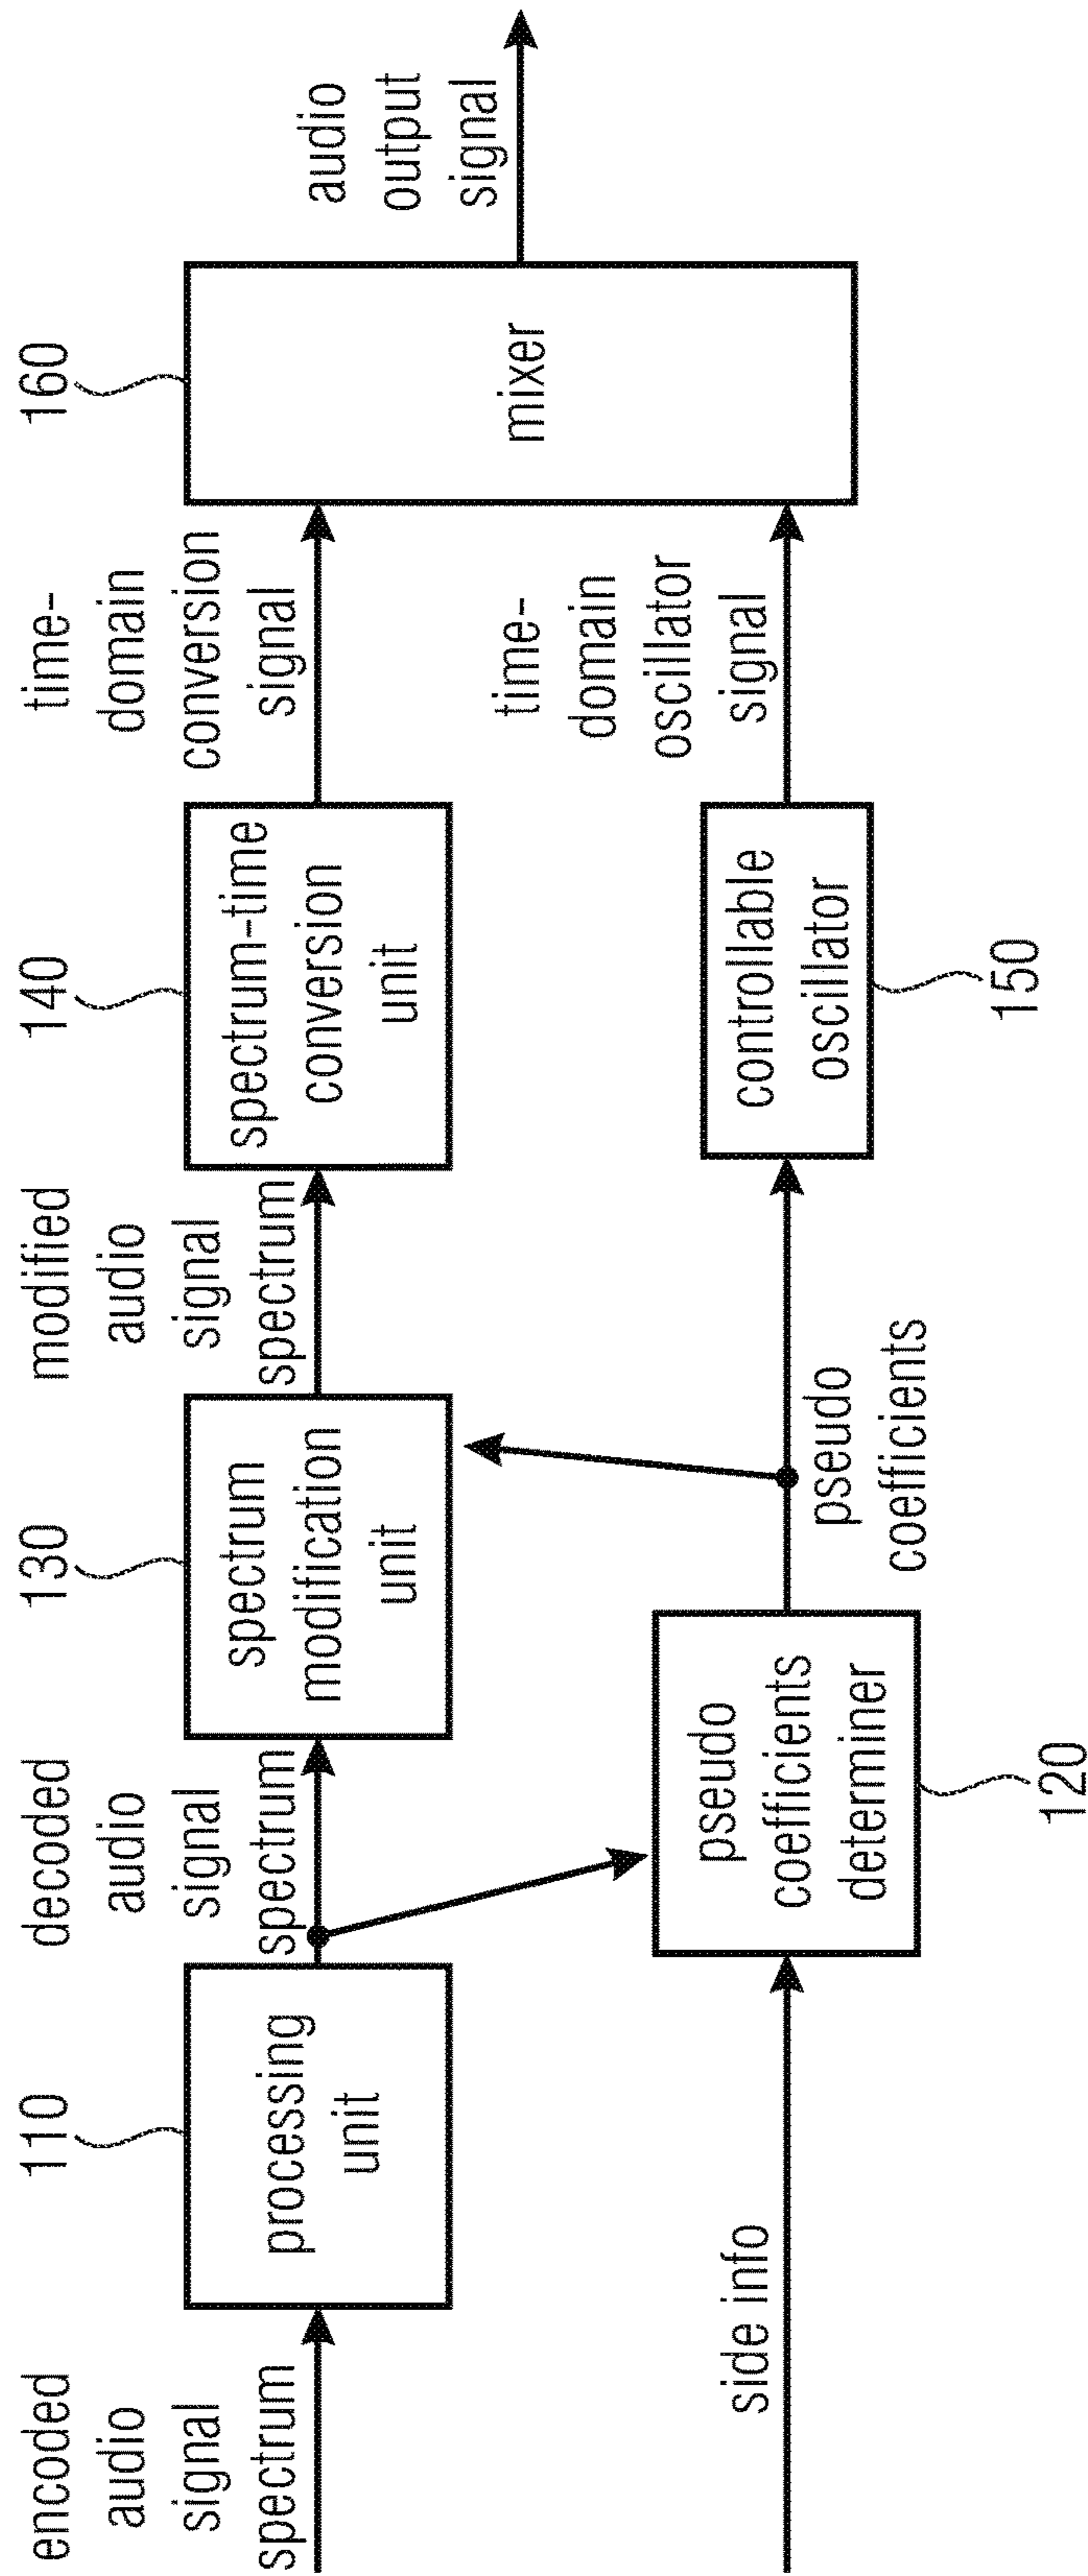 encoded
audio
signal
spectrum
110
processing
unit
decoded
audio
signal
spectrum
130
spectrum
modification
unit
modified
audio
signal
spectrum
140
spectrum-time
conversion
unit
time-
domain
conversion
signal
160
mixer
audio
output
signal
side info
pseudo
coefficients
determiner
120
pseudo
coefficients
controllable
oscillator
150
time-
domain
oscillator
signal